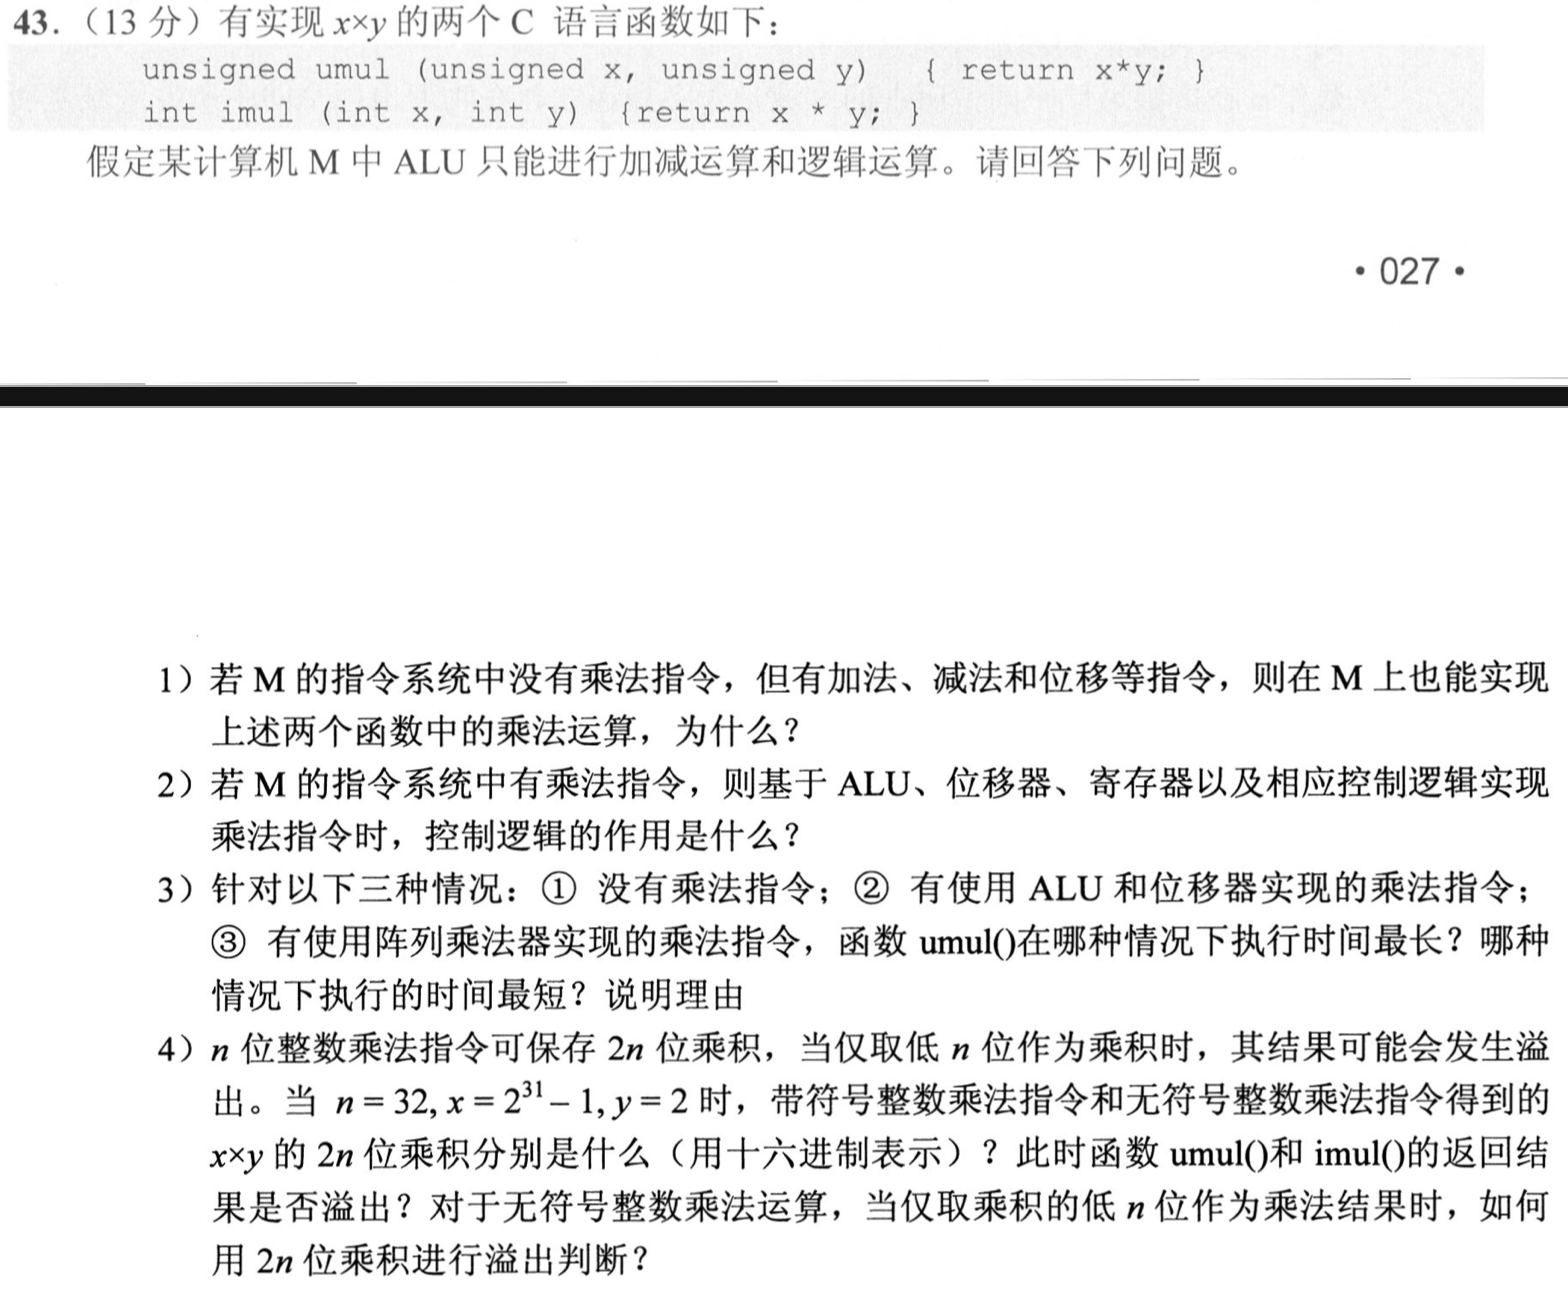 43.（13 分）有实现 x×y 的两个 C 语言函数如下：
unsigned umul (unsigned x, unsigned y) { return x*y; }
int imul (int x, int y) {return x * y; }
假定某计算机 M 中 ALU 只能进行加减运算和逻辑运算。请回答下列问题。
• 027 •
1）若 M 的指令系统中没有乘法指令，但有加法、减法和位移等指令，则在 M 上也能实现
上述两个函数中的乘法运算，为什么？
2）若 M 的指令系统中有乘法指令，则基于 ALU、位移器、寄存器以及相应控制逻辑实现
乘法指令时，控制逻辑的作用是什么？
3）针对以下三种情况：① 没有乘法指令；② 有使用 ALU 和位移器实现的乘法指令；
③ 有使用阵列乘法器实现的乘法指令，函数 umul()在哪种情况下执行时间最长？哪种
情况下执行的时间最短？说明理由
4）n 位整数乘法指令可保存 2n 位乘积，当仅取低 n 位作为乘积时，其结果可能会发生溢
出。当 n = 32, x = 2³¹ – 1, y = 2 时，带符号整数乘法指令和无符号整数乘法指令得到的
x×y 的 2n 位乘积分别是什么（用十六进制表示）？此时函数 umul()和 imul()的返回结
果是否溢出？对于无符号整数乘法运算，当仅取乘积的低 n 位作为乘法结果时，如何
用 2n 位乘积进行溢出判断？